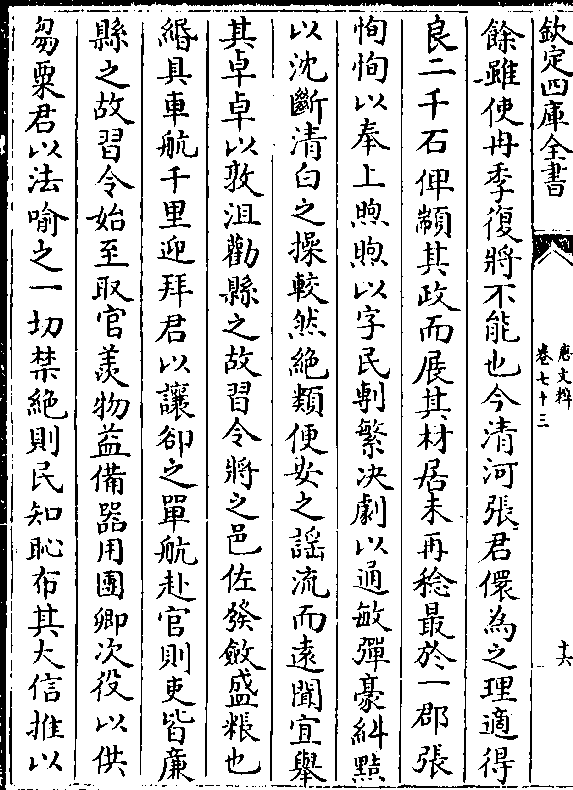 欽定四庫全書
唐文粹
卷七十三
十六
餘雖使冉季復將不能也今清河張君儇為之理適得
良二千石俾顓其政而展其材居未再稔最於一郡張
恂恂以奉上煦煦以字民剸繁决劇以通敏彈豪糾黠
以沈斷清白之操較然絶類便安之謡流而逺聞宜舉
其卓卓以敦沮勸縣之故習令將之邑佐發斂盛粻也
緡具車航千里迎拜君以讓卻之單航赴官則吏皆廉
縣之故習令始至取官羨物益備器用團鄉次役以供
芻粟君以法喻之一切禁絶則民知恥布其大信推以